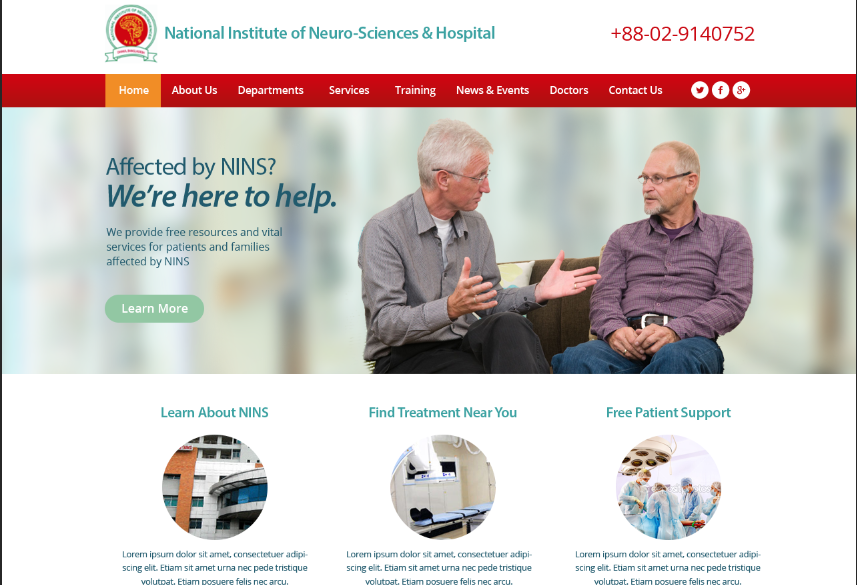 National Institute of Neuro-Sciences & Hospital
+88-02-9140752
Home About Us Departments Services Training News & Events Doctors Contact Us
Affected by NINS?
We're here to help.
We provide free resources and vital
services for patients and families
affected by NINS
Learn More
Learn About NINS
Find Treatment Near You
Free Patient Support
Lorem ipsum dolor sit amet, consectetuer adipi-
scing elit. Etiam sit amet urna nec pede tristique
volutpat. Etiam posuere felis nec arcu.
Lorem ipsum dolor sit amet, consectetuer adipi-
scing elit. Etiam sit amet urna nec pede tristique
volutpat. Etiam posuere felis nec arcu.
Lorem ipsum dolor sit amet, consectetuer adipi-
scing elit. Etiam sit amet urna nec pede tristique
volutpat. Etiam posuere felis nec arcu.